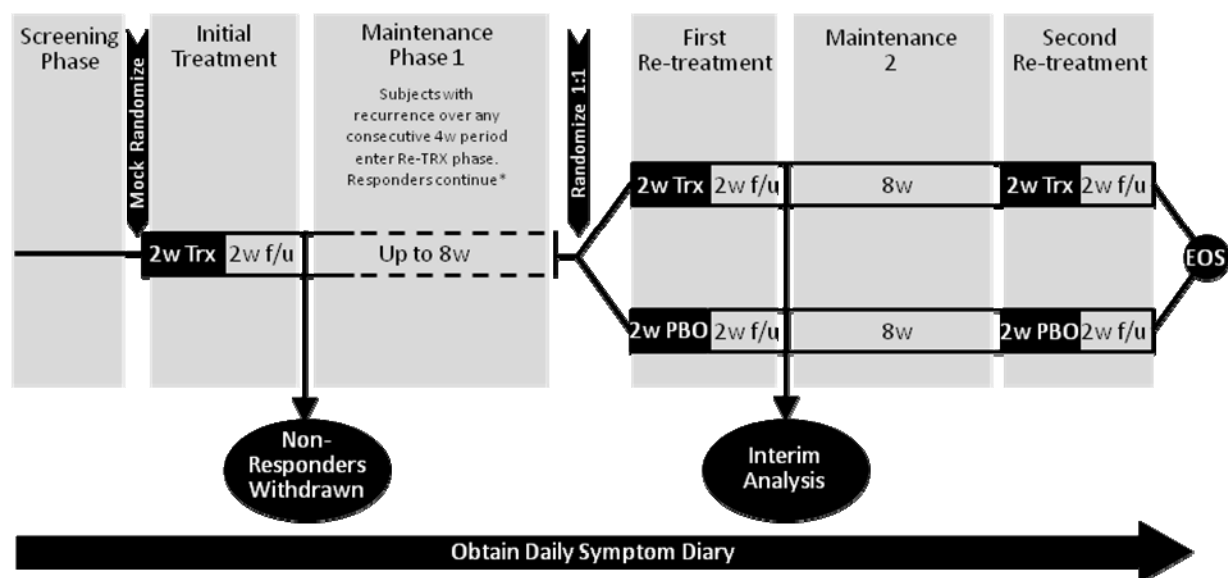 Screening
Phase
Mock Randomize
Initial
Treatment
Maintenance
Phase 1
Subjects with
recurrence over any
consecutive 4w period
enter Re-TRX phase.
Responders continue*
Randomize 1:1
First
Re-treatment
Maintenance
2
Second
Re-treatment
2w Trx
2w f/u
Up to 8w
2w Trx
2w f/u
8w
2w Trx
2w f/u
2w PBO
2w f/u
8w
2w PBO
2w f/u
EOS
Non-
Responders
Withdrawn
Interim
Analysis
Obtain Daily Symptom Diary